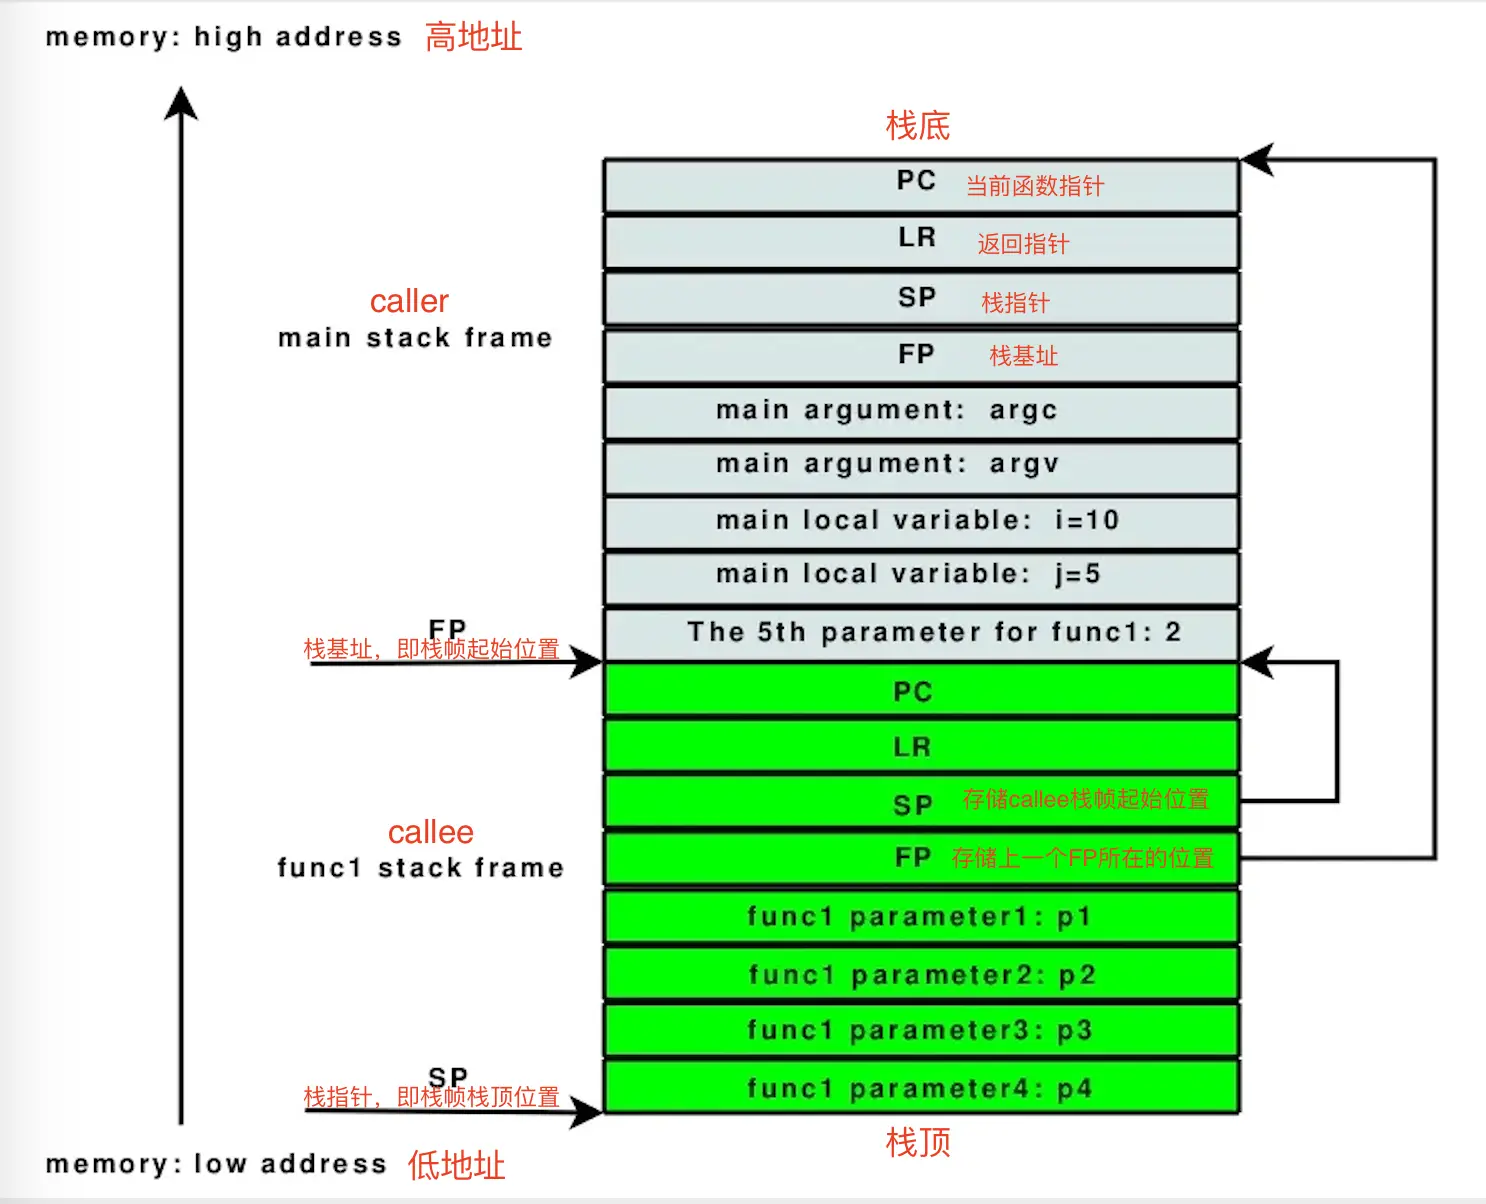 memory: high address 高地址
栈底
PC 当前函数指针
LR 返回指针
SP 栈指针
caller
main stack frame
FP 栈基址
main argument: argc
main argument: argv
main local variable: i=10
main local variable: j=5
The 5th parameter for func1: 2
FP
栈基址，即栈帧起始位置
PC
LR
SP 存储callee栈帧起始位置
callee
func1 stack frame
FP 存储上一个FP所在的位置
func1 parameter1: p1
func1 parameter2: p2
func1 parameter3: p3
func1 parameter4: p4
SP
栈指针，即栈帧栈顶位置
栈顶
memory: low address 低地址